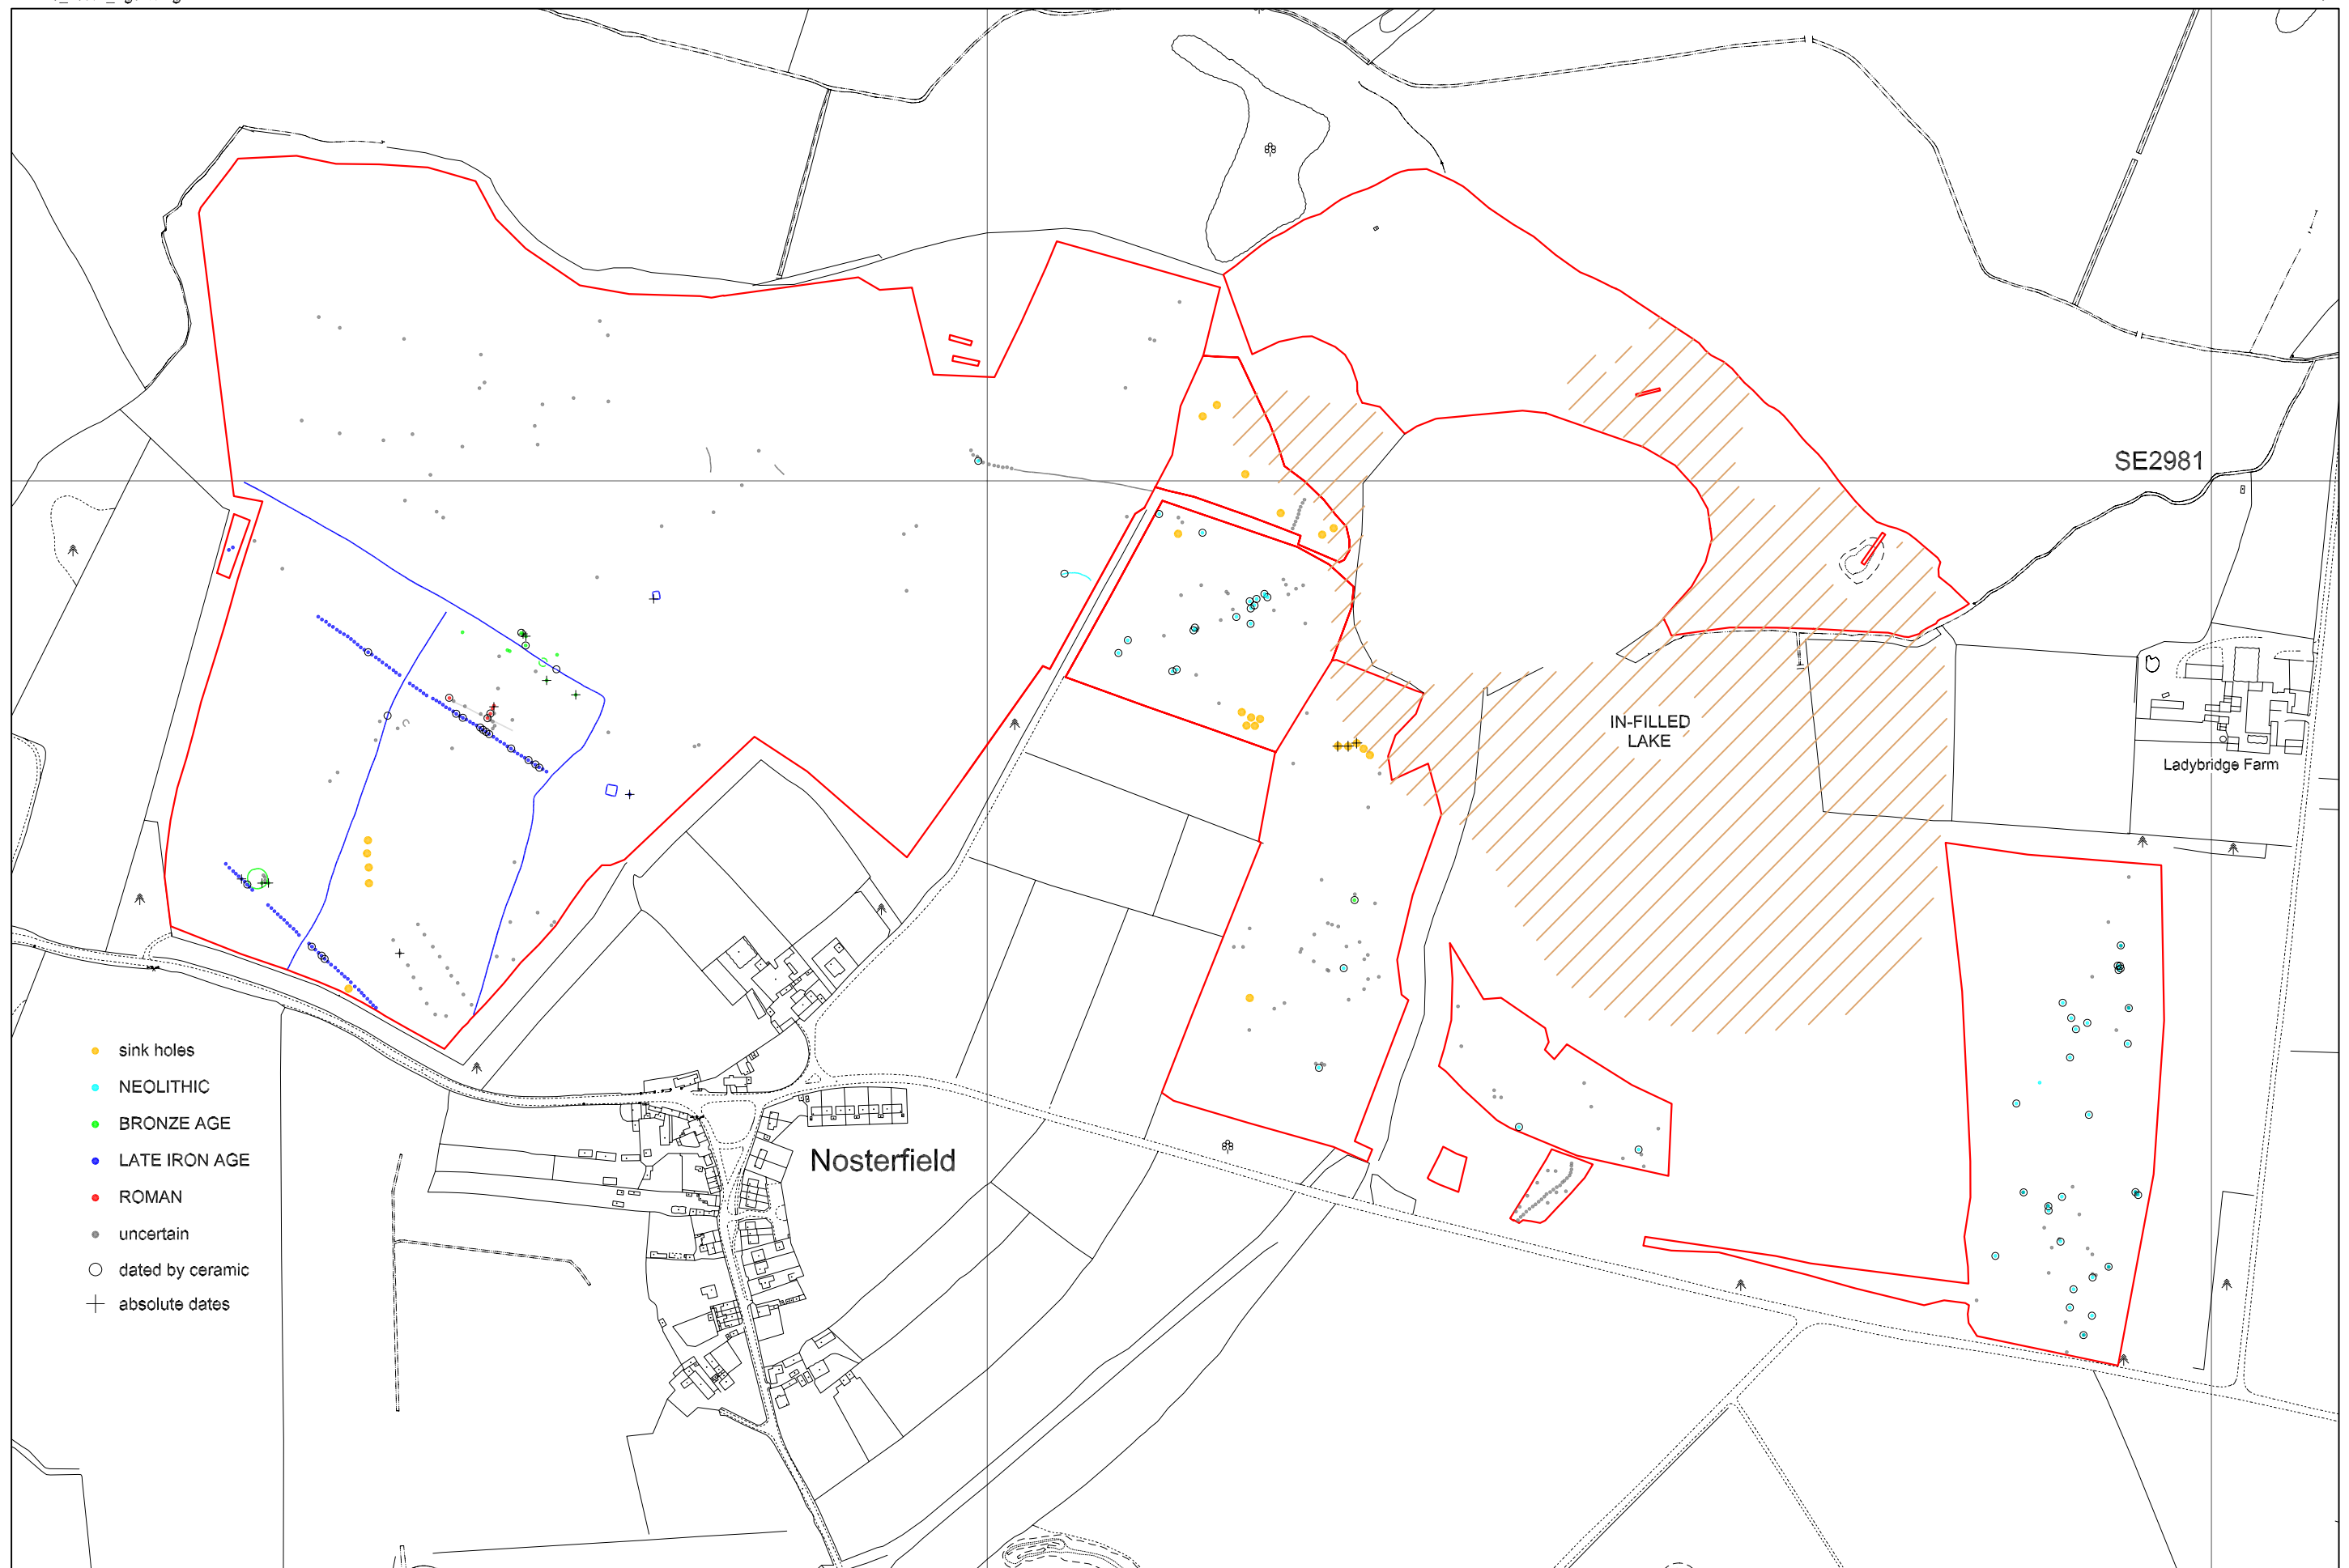 SE2981
IN-FILLED
LAKE
Ladybridge Farm
sink holes
NEOLITHIC
BRONZE AGE
LATE IRON AGE
ROMAN
uncertain
dated by ceramic
absolute dates
Nosterfield